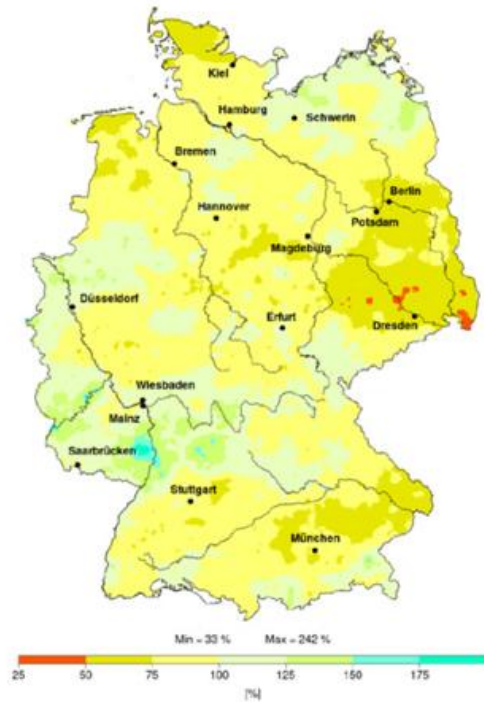 Kiel
Hamburg
Schwerin
Bremen
Berlin
Hannover
Potsdam
Magdeburg
Düsseldorf
Erfurt
Dresden
Wiesbaden
Mainz
Saarbrücken
Stuttgart
München
Min = 33 % Max = 242 %
25 50 75 100 125 150 175 200
[%]